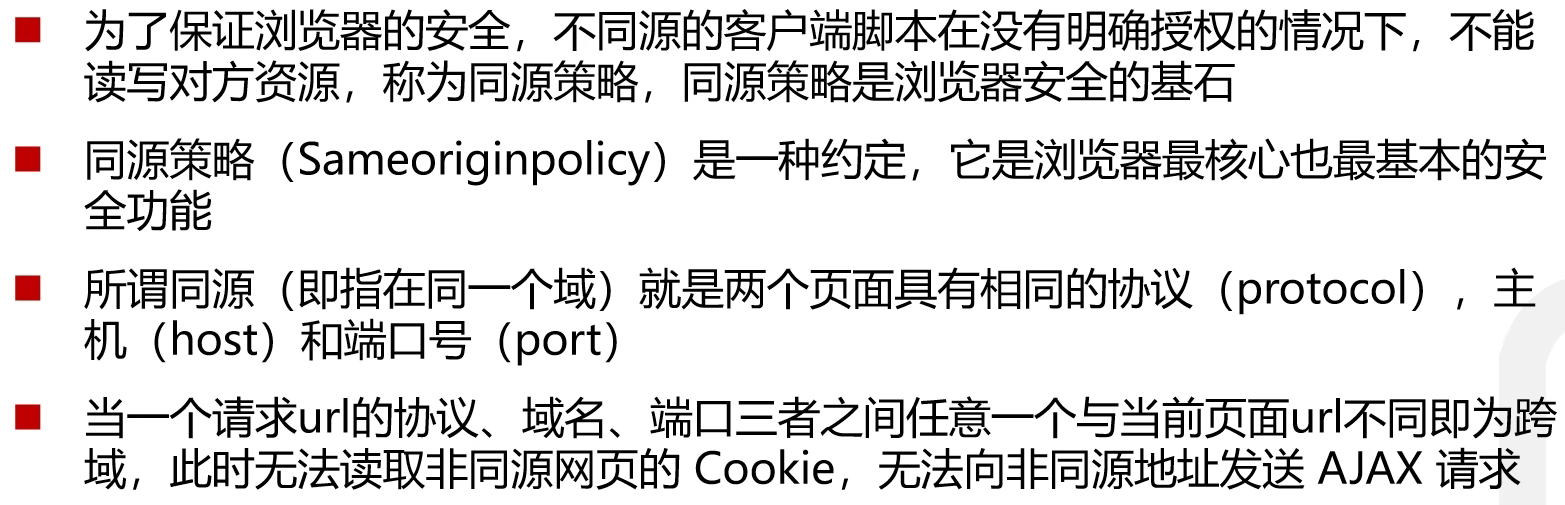 为了保证浏览器的安全，不同源的客户端脚本在没有明确授权的情况下，不能
读写对方资源，称为同源策略，同源策略是浏览器安全的基石
同源策略（Sameoriginpolicy）是一种约定，它是浏览器最核心也最基本的安
全功能
所谓同源（即指在同一个域）就是两个页面具有相同的协议（protocol），主
机（host）和端口号（port）
当一个请求url的协议、域名、端口三者之间任意一个与当前页面url不同即为跨
域，此时无法读取非同源网页的 Cookie，无法向非同源地址发送 AJAX 请求